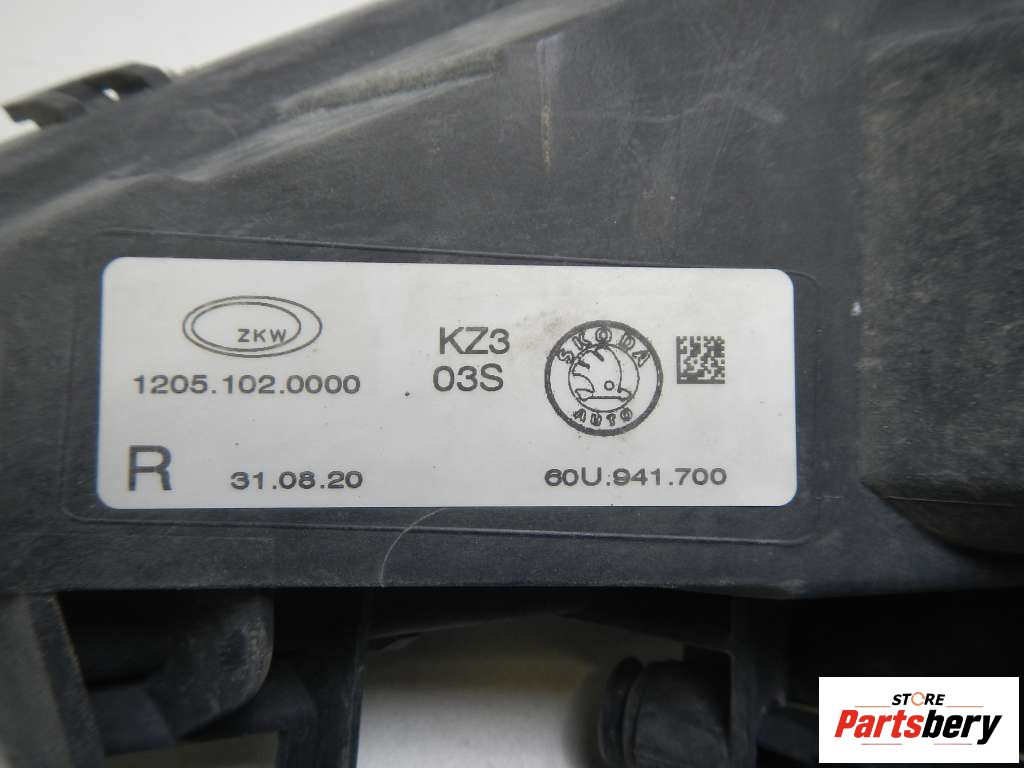 ZKW
1205.102.0000
KZ3
03S
ŠKODA
AUTO
R
31.08.20
60U.941.700
STORE
Partsbery